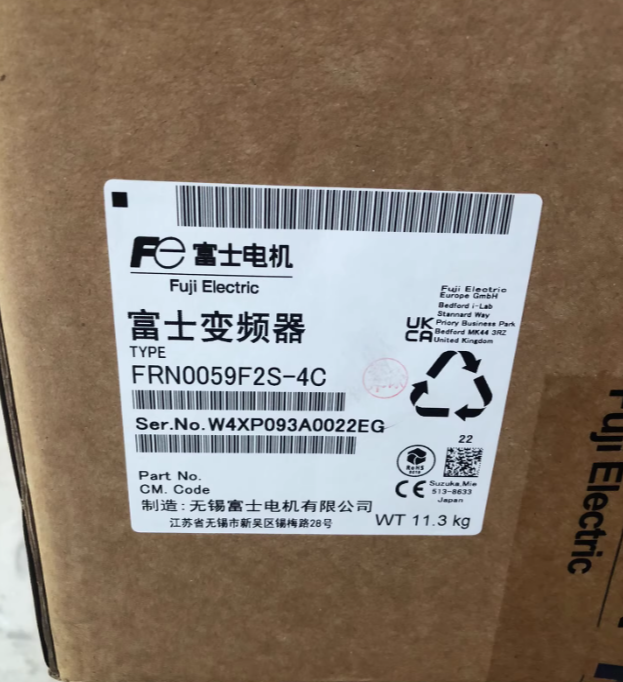 Fe 富士电机
Fuji Electric
富士变频器
TYPE
FRN0059F2S-4C
Ser.No.W4XP093A0022EG
Part No.
CM. Code
制造:无锡富士电机有限公司
江苏省无锡市新吴区锡梅路28号
WT 11.3 kg
Fuji Electric
Europe GmbH
Bedford i-Lab
Stannard Way
Priory Business Park
Bedford MK44 3RZ
United Kingdom
UK
CA
22
RoHS
CE
Suzuka,Mie
513-8633
Japan
Fuji Electric